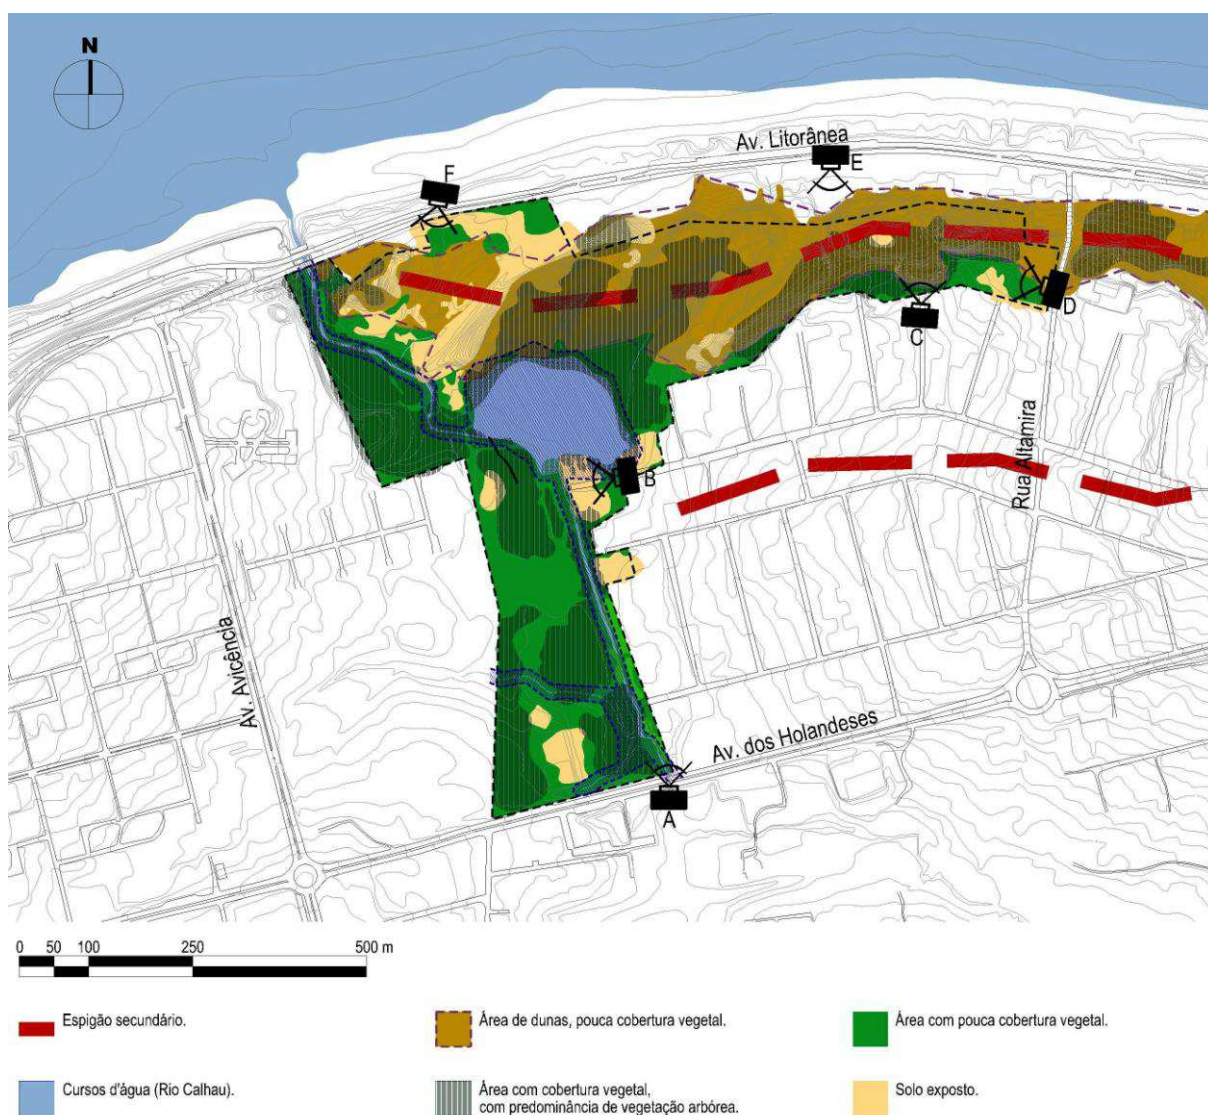 N
Av. Litorânea
E
F
D
C
Rua Altamira
B
Av. Avicência
Av. dos Holandeses
A
0 50 100 250 500 m
Espigão secundário.
Área de dunas, pouca cobertura vegetal.
Área com pouca cobertura vegetal.
Cursos d'água (Rio Calhau).
Área com cobertura vegetal,
com predominância de vegetação arbórea.
Solo exposto.